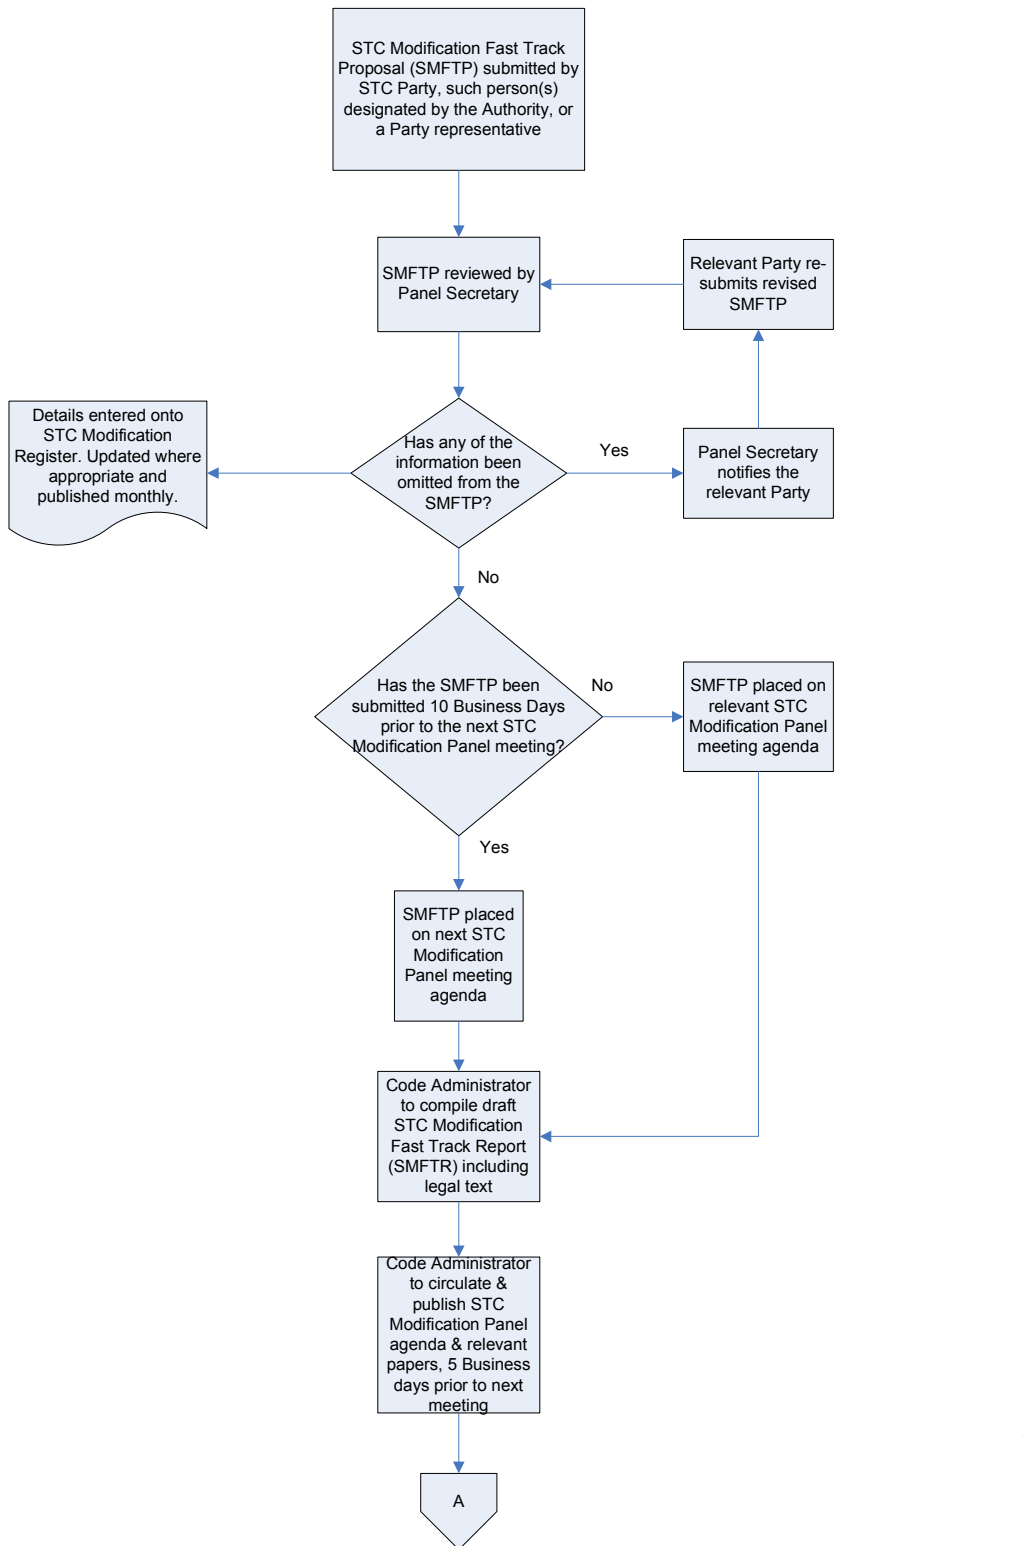 STC Modification Fast Track
Proposal (SMFTP) submitted by
STC Party, such person(s)
designated by the Authority, or
a Party representative
SMFTP reviewed by
Panel Secretary
Relevant Party re-
submits revised
SMFTP
Details entered onto
STC Modification
Register. Updated where
appropriate and
published monthly.
Has any of the
information been
omitted from the
SMFTP?
Yes
Panel Secretary
notifies the
relevant Party
No
Has the SMFTP been
submitted 10 Business Days
prior to the next STC
Modification Panel meeting?
No
SMFTP placed on
relevant STC
Modification Panel
meeting agenda
Yes
SMFTP placed
on next STC
Modification
Panel meeting
agenda
Code Administrator
to compile draft
STC Modification
Fast Track Report
(SMFTR) including
legal text
Code Administrator
to circulate &
publish STC
Modification Panel
agenda & relevant
papers, 5 Business
days prior to next
meeting
A